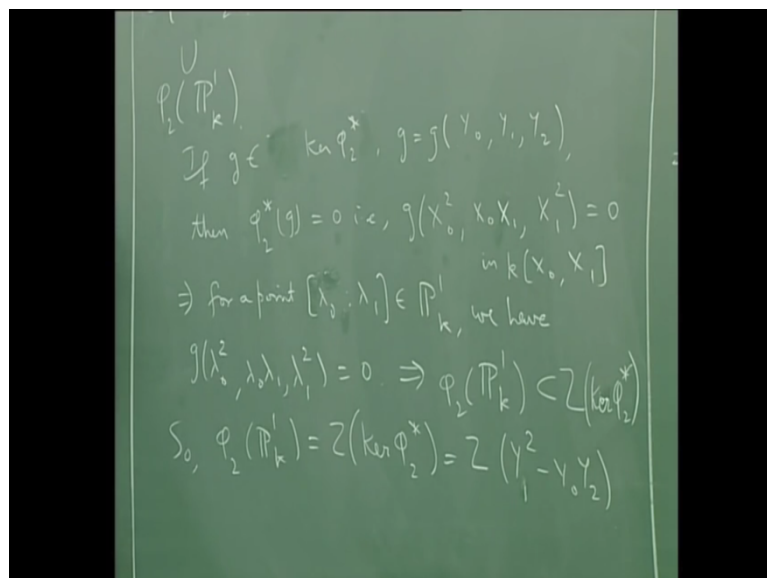 ∪
φ₂(ℙ¹ₖ)
If g ∈ ker φ₂*, g = g(Y₀, Y₁, Y₂),
then φ₂*(g) = 0 i.e, g(X₀², X₀X₁, X₁²) = 0
in k[X₀, X₁]
⇒ for a point [λ₀ : λ₁] ∈ ℙ¹ₖ, we have
g(λ₀², λ₀λ₁, λ₁²) = 0 ⇒ φ₂(ℙ¹ₖ) ⊂ Z(ker φ₂*)
So, φ₂(ℙ¹ₖ) = Z(ker φ₂*) = Z(Y₁² - Y₀Y₂)